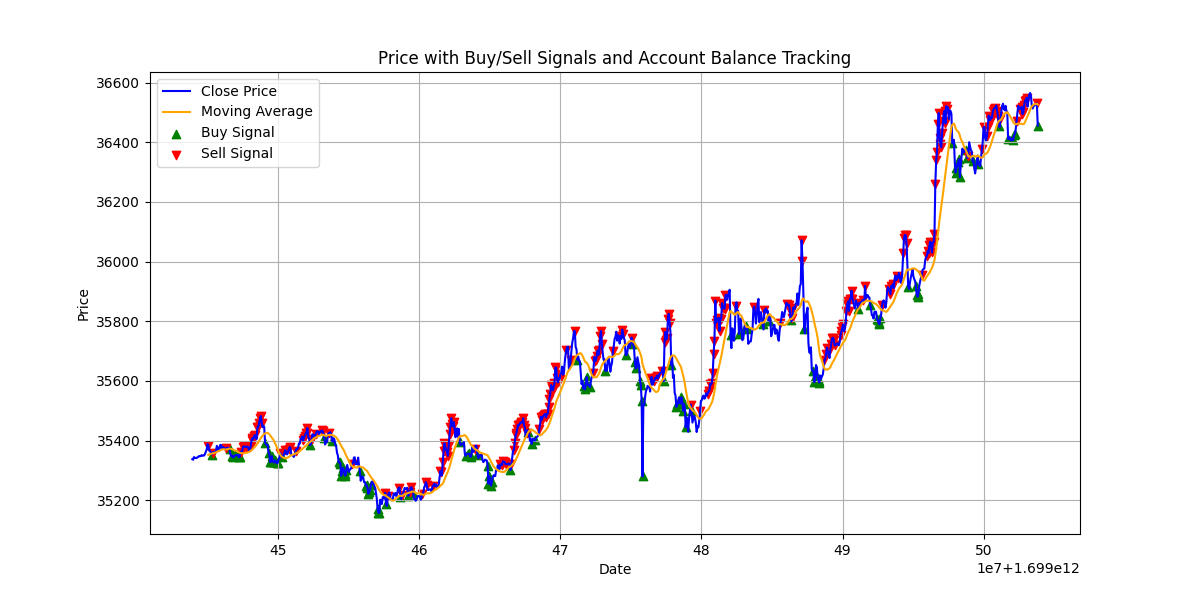 Price with Buy/Sell Signals and Account Balance Tracking
Close Price
Moving Average
Buy Signal
Sell Signal
36600
36400
36200
36000
35800
35600
35400
35200
Price
45 46 47 48 49 50
Date
1e7+1.699e12